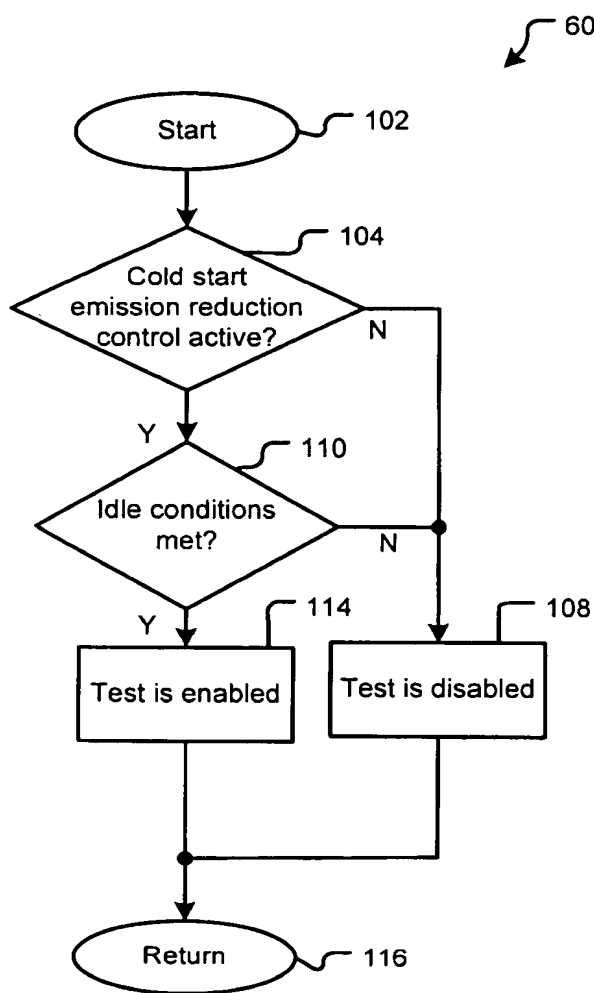 60
Start
102
104
Cold start
emission reduction
control active?
N
Y
110
Idle conditions
met?
N
Y
114
108
Test is enabled
Test is disabled
Return
116